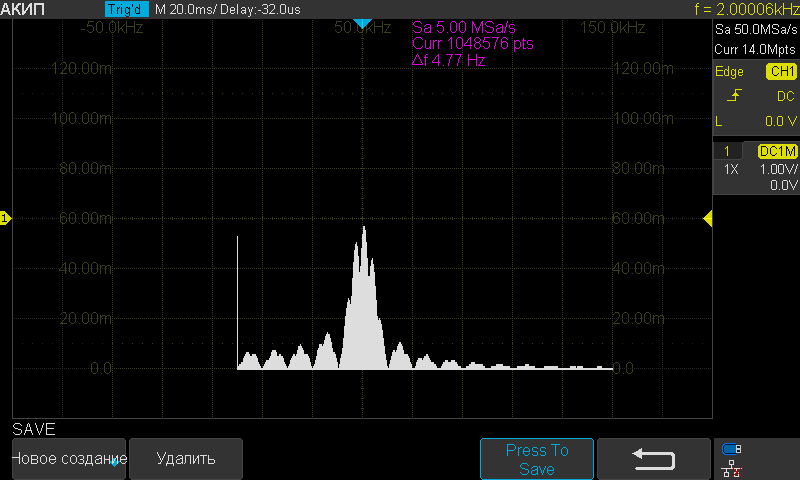 АКИП Trig'd M 20.0ms/ Delay:-32.0us f = 2.00006kHz
-50.0kHz 50.0kHz 150.0kHz
Sa 5.00 MSa/s
Curr 1048576 pts
Δf 4.77 Hz
Sa 50.0MSa/s
Curr 14.0Mpts
Edge CH1
DC
L 0.0 V
1 DC1M
1X 1.00V/
0.0V
120.00m 120.00m
100.00m 100.00m
80.00m 80.00m
1 60.00m 60.00m
40.00m 40.00m
20.00m 20.00m
0.0 0.0
SAVE
Новое создание
Удалить
Press To
Save